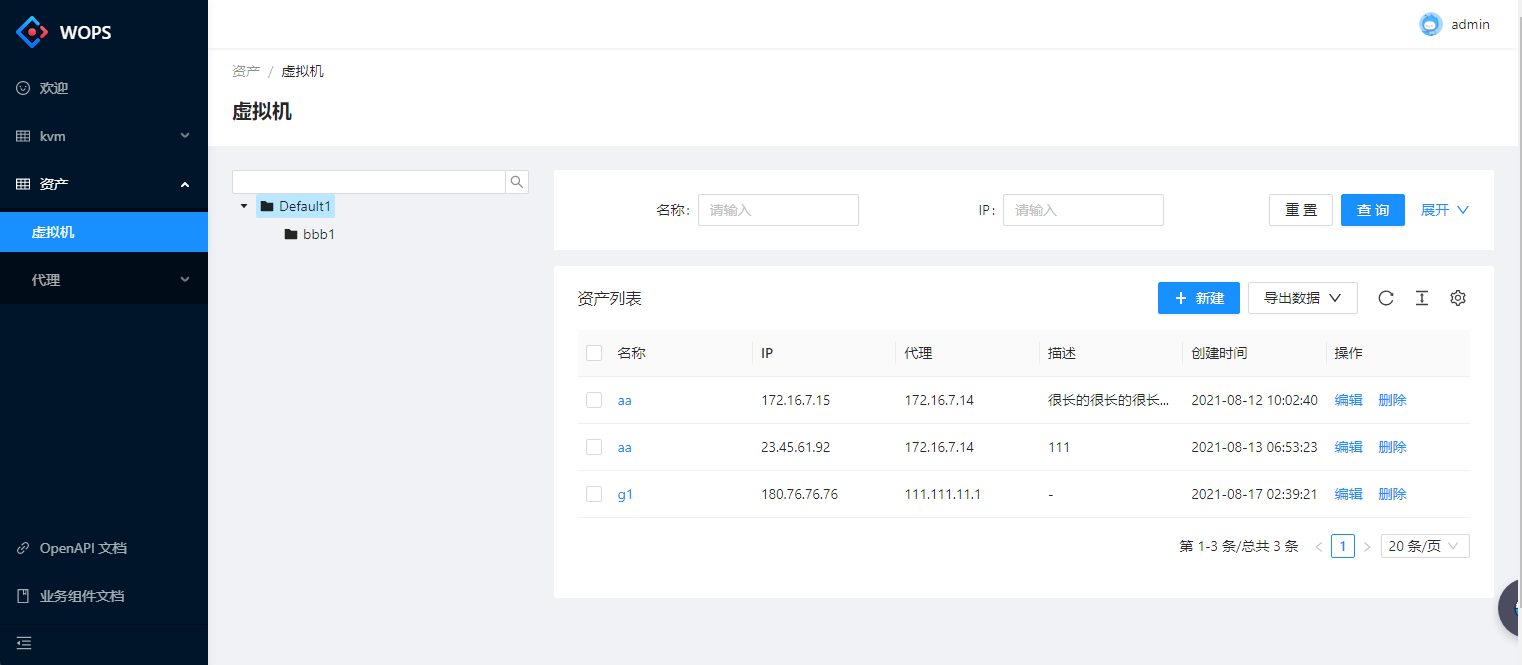 WOPS
admin
欢迎
kvm
资产
虚拟机
代理
OpenAPI 文档
业务组件文档
资产 / 虚拟机
虚拟机
Default1
bbb1
名称: 请输入 IP: 请输入 重 置 查 询 展开
资产列表 + 新建 导出数据
名称 IP 代理 描述 创建时间 操作
aa 172.16.7.15 172.16.7.14 很长的很长的很长... 2021-08-12 10:02:40 编辑 删除
aa 23.45.61.92 172.16.7.14 111 2021-08-13 06:53:23 编辑 删除
g1 180.76.76.76 111.111.11.1 - 2021-08-17 02:39:21 编辑 删除
第 1-3 条/总共 3 条 < 1 > 20 条/页